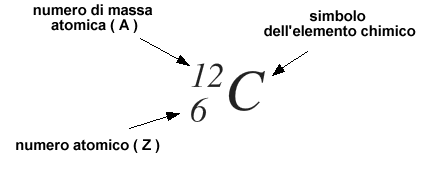 numero di massa
atomica ( A )
simbolo
dell'elemento chimico
12
6 C
numero atomico ( Z )